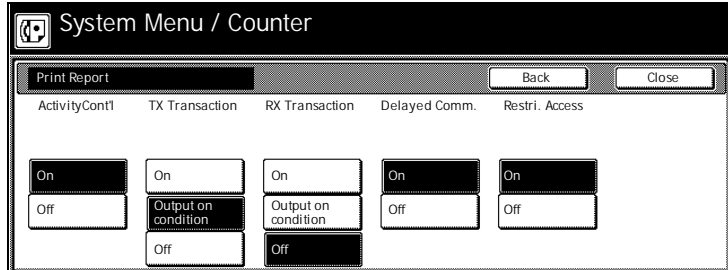 System Menu / Counter
Print Report Back Close
ActivityCont'l TX Transaction RX Transaction Delayed Comm. Restri. Access
On On On On On
Off Output on condition Output on condition Off Off
Off Off